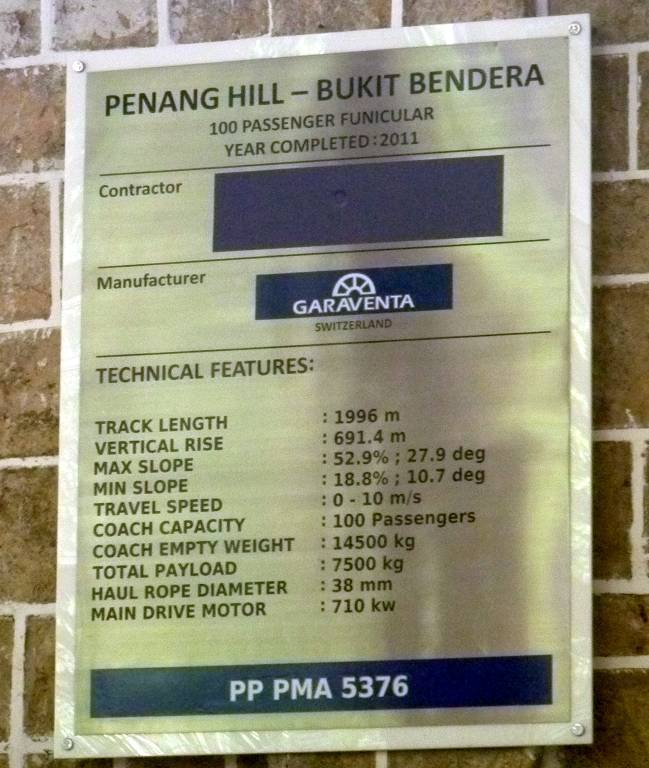 PENANG HILL – BUKIT BENDERA
100 PASSENGER FUNICULAR
YEAR COMPLETED:2011
Contractor
Manufacturer
GARAVENTA
SWITZERLAND
TECHNICAL FEATURES:
TRACK LENGTH : 1996 m
VERTICAL RISE : 691.4 m
MAX SLOPE : 52.9% ; 27.9 deg
MIN SLOPE : 18.8% ; 10.7 deg
TRAVEL SPEED : 0 - 10 m/s
COACH CAPACITY : 100 Passengers
COACH EMPTY WEIGHT : 14500 kg
TOTAL PAYLOAD : 7500 kg
HAUL ROPE DIAMETER : 38 mm
MAIN DRIVE MOTOR : 710 kw
PP PMA 5376